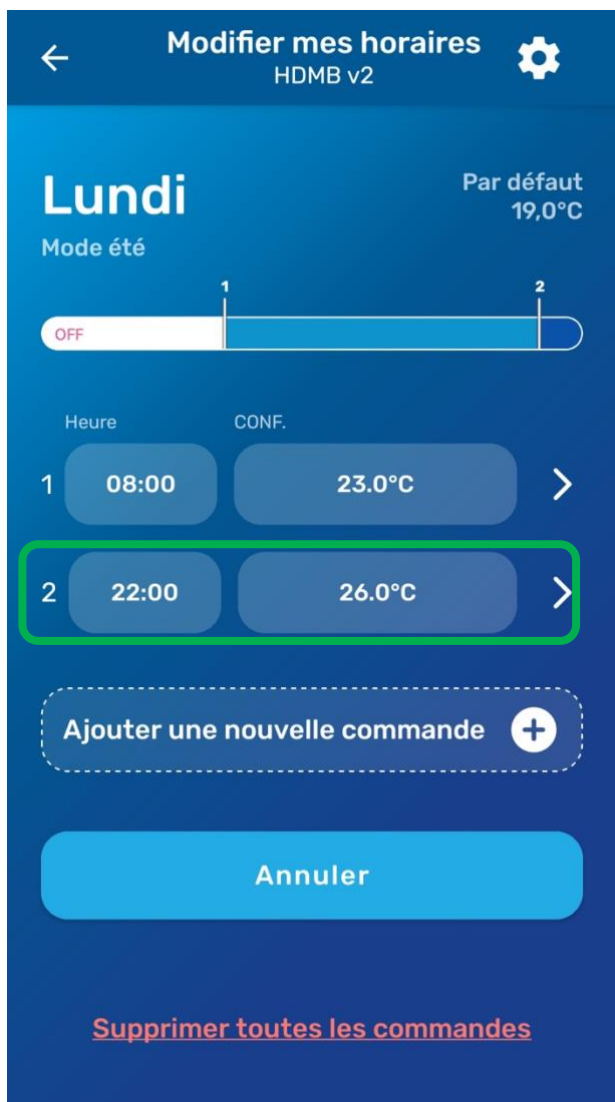 Modifier mes horaires
HDMB v2
Lundi
Par défaut
19,0°C
Mode été
1
2
OFF
Heure
CONF.
1
08:00
23.0°C
2
22:00
26.0°C
Ajouter une nouvelle commande
Annuler
Supprimer toutes les commandes